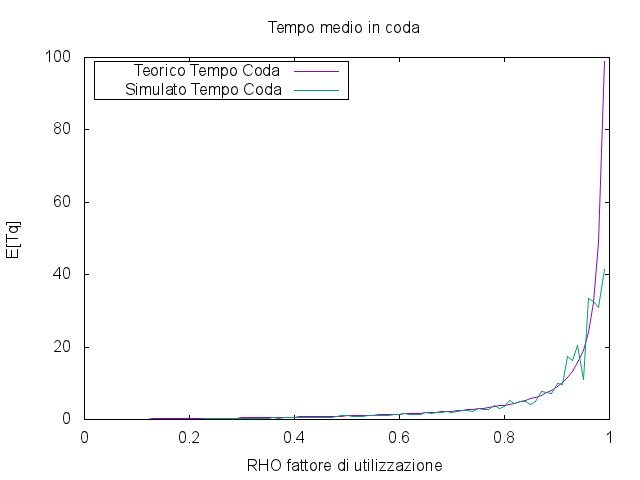 Tempo medio in coda
Teorico Tempo Coda
Simulato Tempo Coda
E[Tq]
100
80
60
40
20
0
0 0.2 0.4 0.6 0.8 1
RHO fattore di utilizzazione